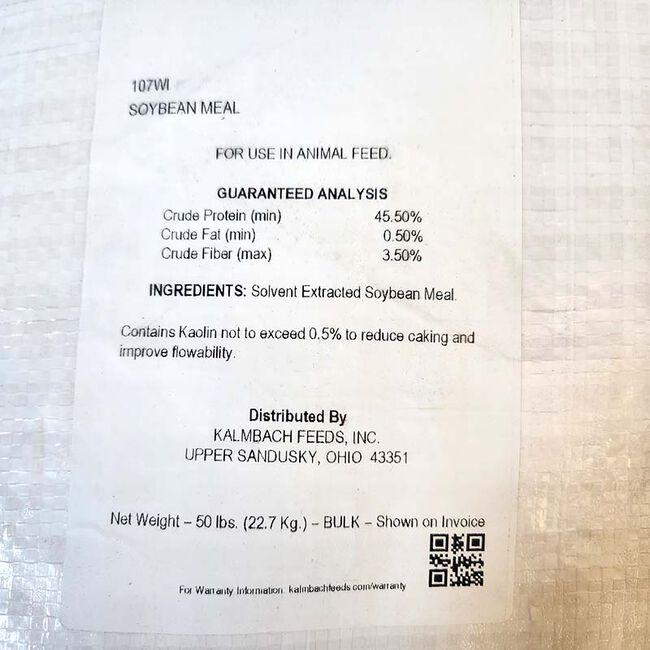 107WI
SOYBEAN MEAL
FOR USE IN ANIMAL FEED.
GUARANTEED ANALYSIS
Crude Protein (min) 45.50%
Crude Fat (min) 0.50%
Crude Fiber (max) 3.50%
INGREDIENTS: Solvent Extracted Soybean Meal.
Contains Kaolin not to exceed 0.5% to reduce caking and
improve flowability.
Distributed By
KALMBACH FEEDS, INC.
UPPER SANDUSKY, OHIO 43351
Net Weight – 50 lbs. (22.7 Kg.) – BULK – Shown on Invoice
For Warranty Information: kalmbachfeeds.com/warranty